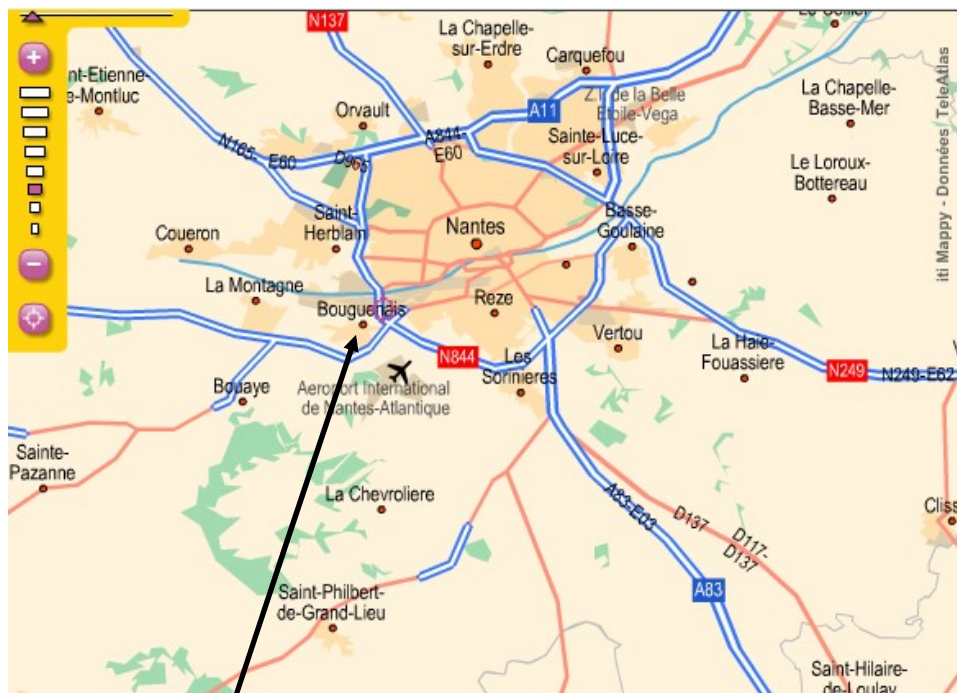 N137
La Chapelle-
sur-Erdre
Carquefou
nt-Etienne-
e-Montluc
Orvault
Z.I. de la Belle
Etoile-Vega
La Chapelle-
Basse-Mer
A11
N165- E60
D965
A844-
E60
Sainte-Luce-
sur-Loire
Le Loroux-
Bottereau
Saint-
Herblain
Nantes
Basse-
Goulaine
Coueron
La Montagne
Bouguenais
Reze
Vertou
La Haie-
Fouassiere
N844
Les
Sorinieres
N249
N249-E62
Bouaye
Aeroport International
de Nantes-Atlantique
Sainte-
Pazanne
La Chevroliere
A83-E03
D137
D117-
D137
Cliss
A83
Saint-Philbert-
de-Grand-Lieu
Saint-Hilaire-
de-Loulay
iti Mappy - Données TeleAtlas